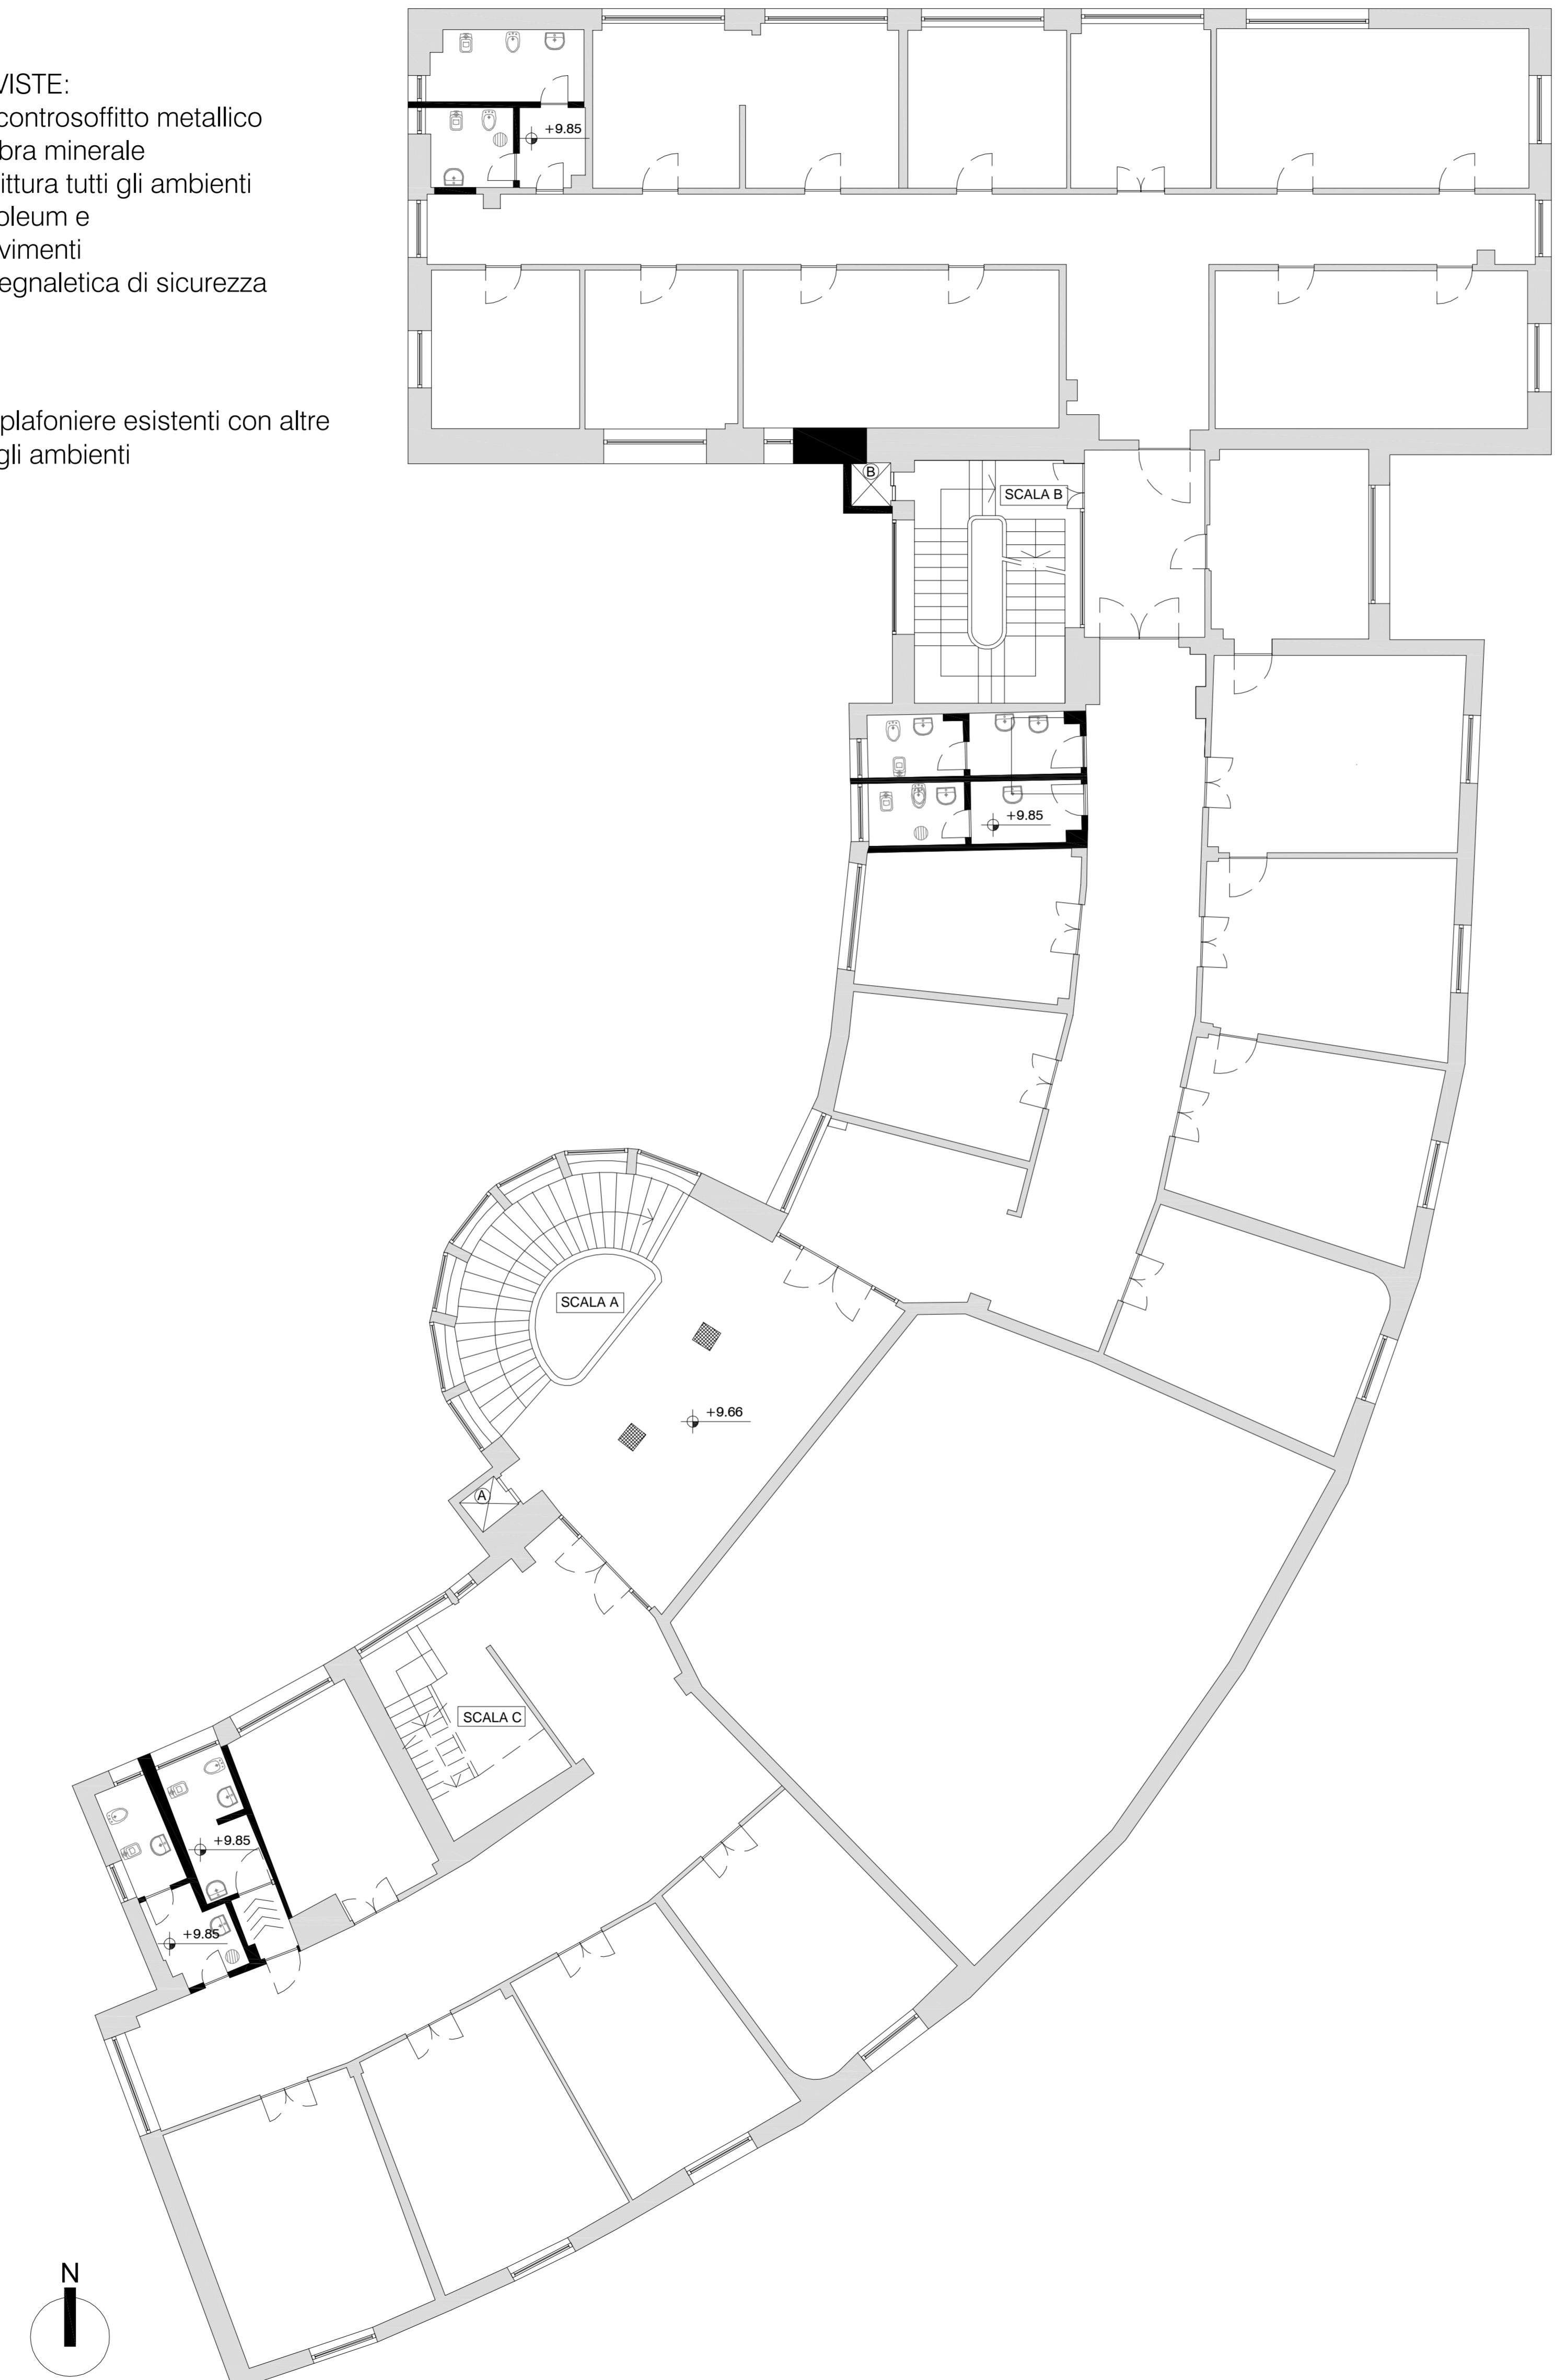 VISTE:
controsoffitto metallico
bra minerale
ittura tutti gli ambienti
oleum e
vimenti
egnaletica di sicurezza
plafoniere esistenti con altre
gli ambienti
+9.85
B
SCALA B
+9.85
SCALA A
+9.66
A
SCALA C
+9.85
+9.85
N